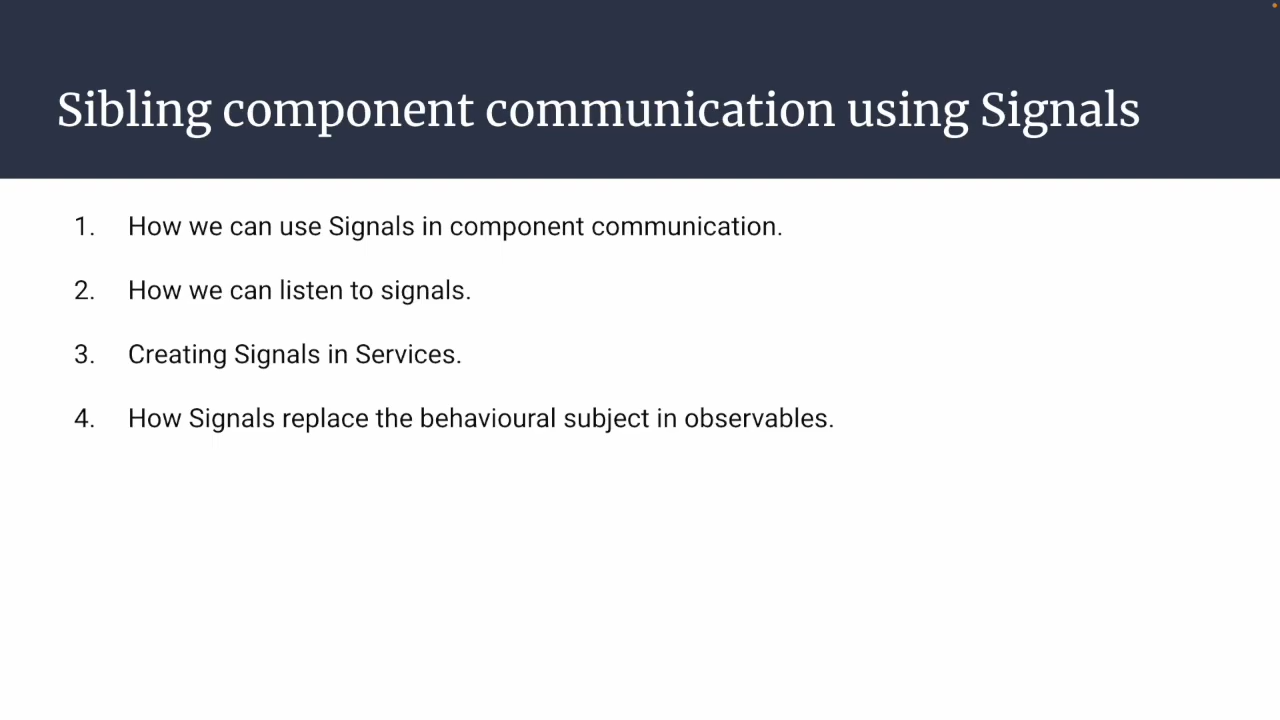 Sibling component communication using Signals
1. How we can use Signals in component communication.
2. How we can listen to signals.
3. Creating Signals in Services.
4. How Signals replace the behavioural subject in observables.